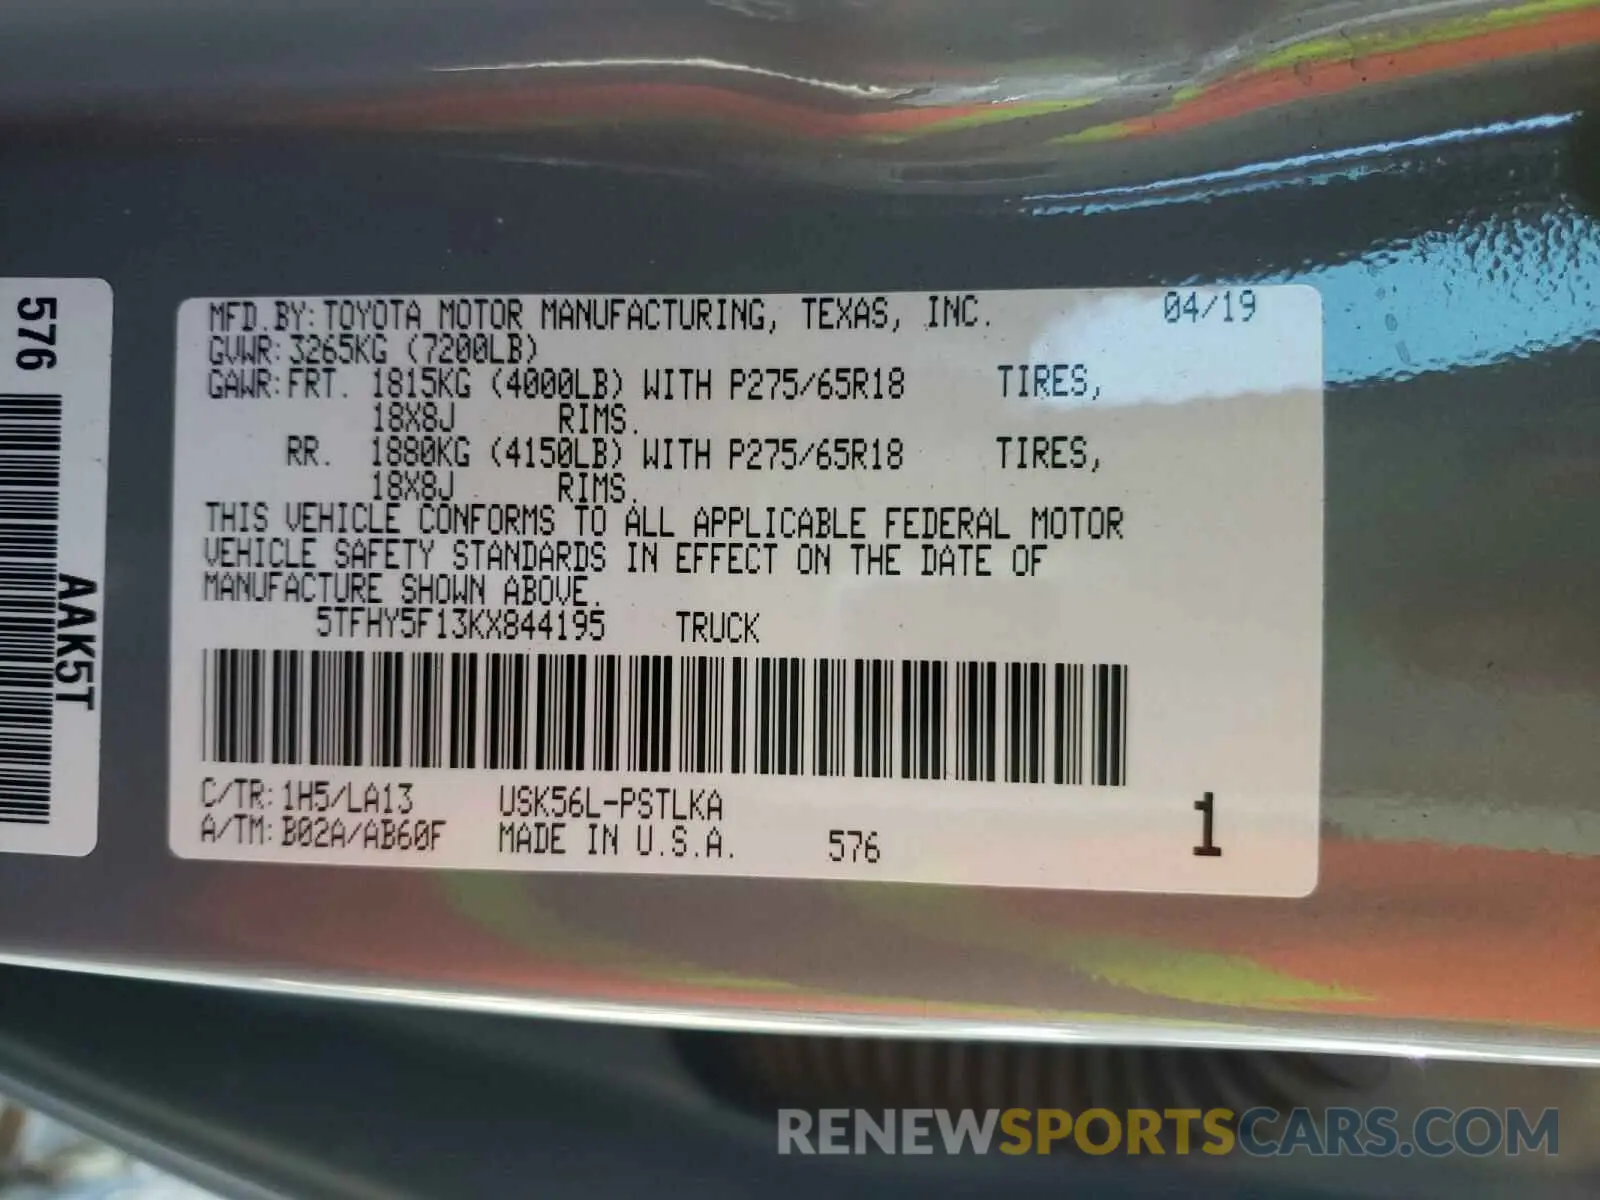 MFD.BY:TOYOTA MOTOR MANUFACTURING, TEXAS, INC. 04/19
GVWR:3265KG (7200LB)
GAWR:FRT. 1815KG (4000LB) WITH P275/65R18 TIRES,
18X8J RIMS.
RR. 1880KG (4150LB) WITH P275/65R18 TIRES,
18X8J RIMS.
THIS VEHICLE CONFORMS TO ALL APPLICABLE FEDERAL MOTOR
VEHICLE SAFETY STANDARDS IN EFFECT ON THE DATE OF
MANUFACTURE SHOWN ABOVE.
5TFHY5F13KX844195 TRUCK
C/TR:1H5/LA13 USK56L-PSTLKA
A/TM:B02A/AB60F MADE IN U.S.A. 576 1
576
AAK5T
RENEWSPORTSCARS.COM